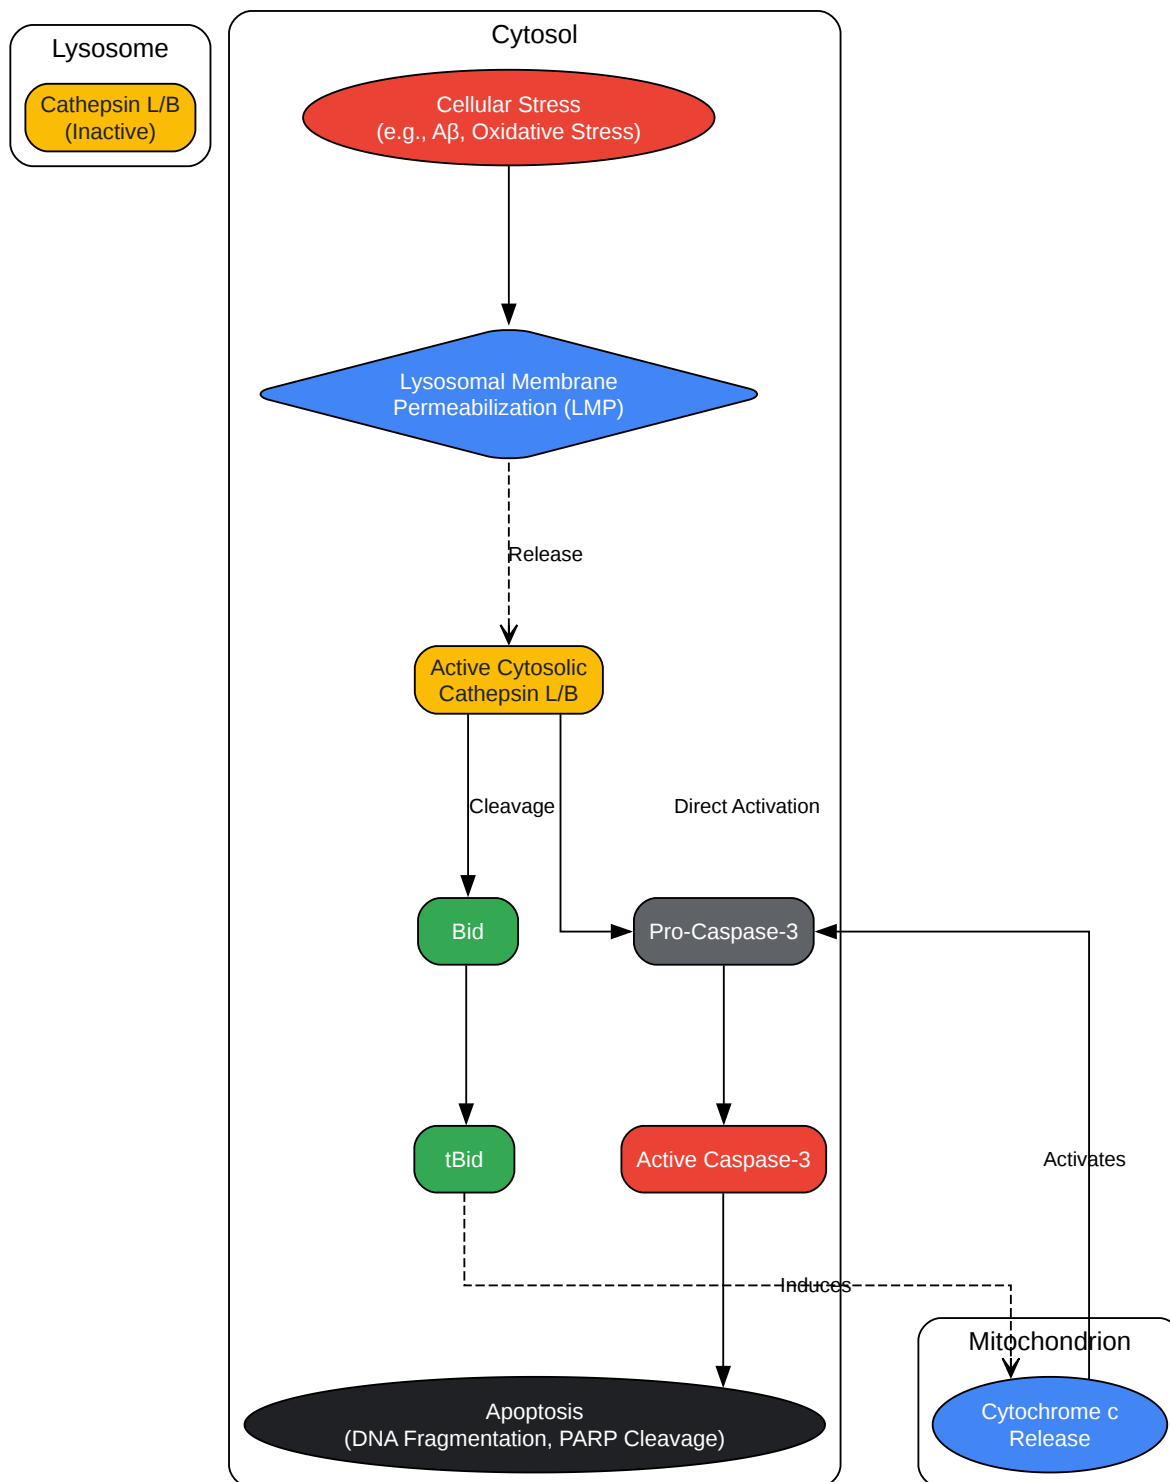 Lysosome
Cathepsin L/B
(Inactive)
Cytosol
Cellular Stress
(e.g., Aβ, Oxidative Stress)
Lysosomal Membrane
Permeabilization (LMP)
Release
Active Cytosolic
Cathepsin L/B
Cleavage
Direct Activation
Bid
Pro-Caspase-3
tBid
Active Caspase-3
Activates
Induces
Mitochondrion
Apoptosis
(DNA Fragmentation, PARP Cleavage)
Cytochrome c
Release